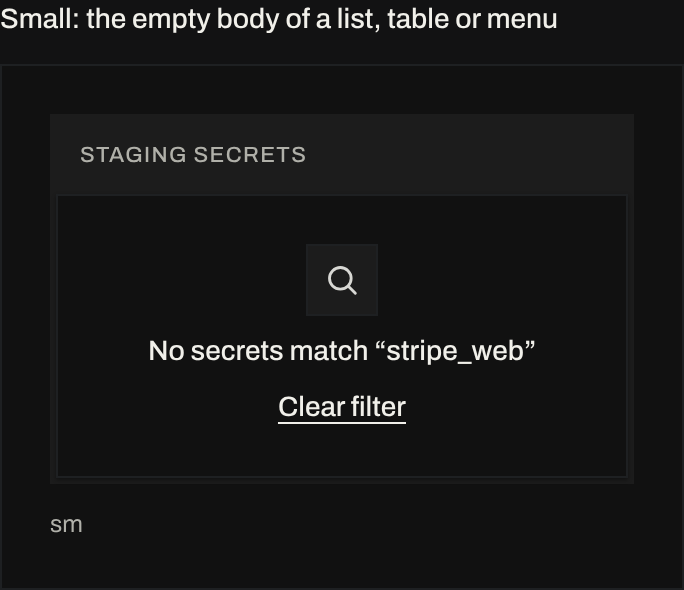 Small: the empty body of a list, table or menu
STAGING SECRETS
No secrets match “stripe_web”
Clear filter
sm